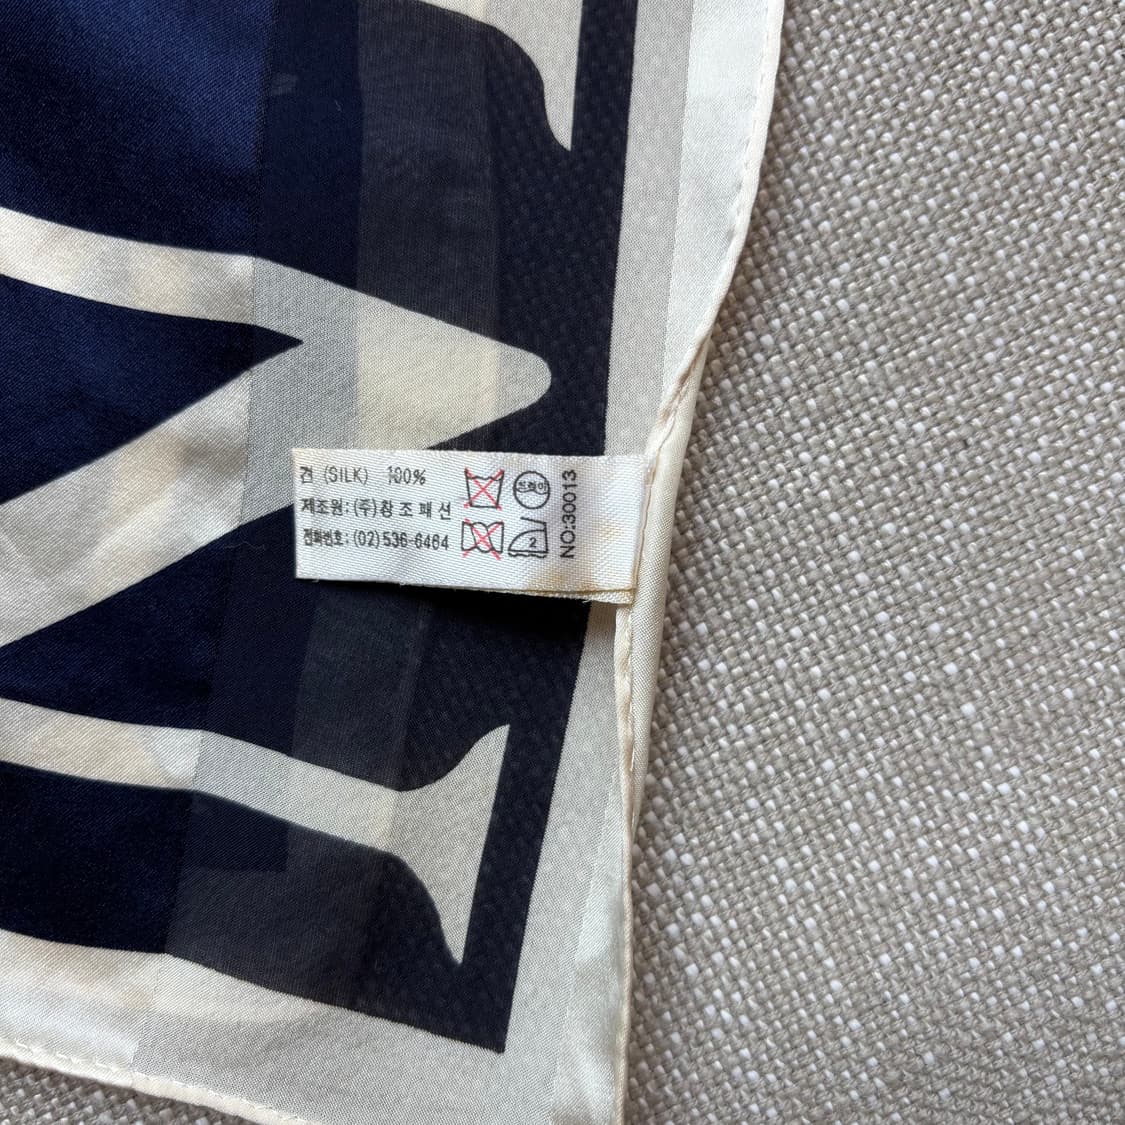 견 (SILK) 100%
제조원: (주)창조패션
전화번호: (02)536-6464
드라이
2
NO:30013